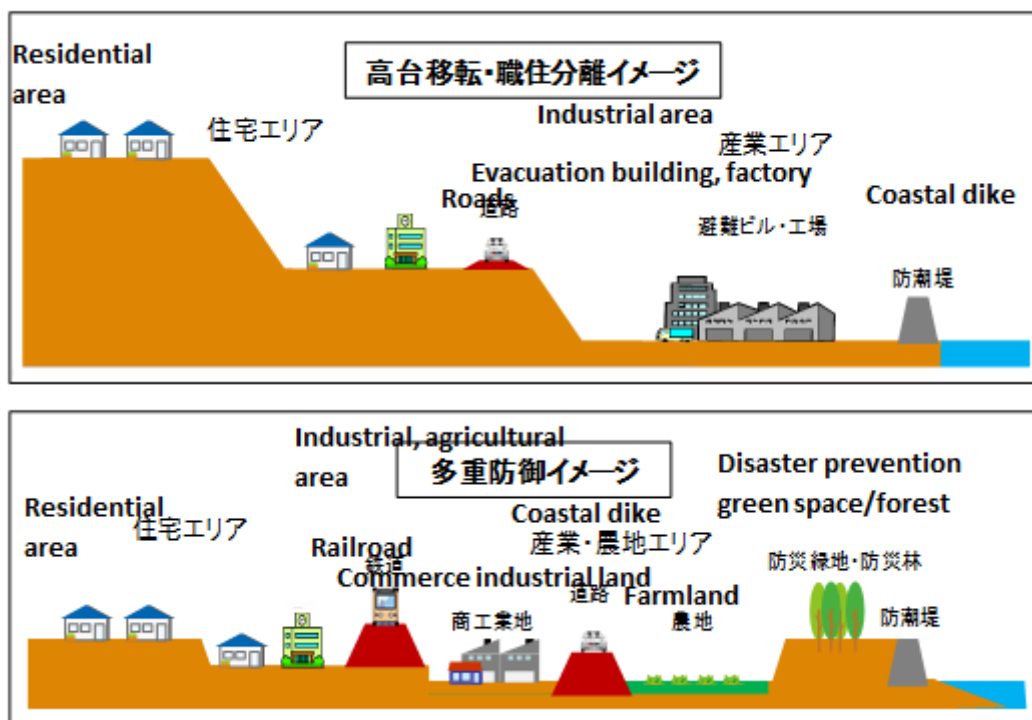 高台移転・職住分離イメージ
Residential
area
住宅エリア
Industrial area
産業エリア
Evacuation building, factory
避難ビル・工場
Roads
道路
Coastal dike
防潮堤
多重防御イメージ
Industrial, agricultural
area
Residential
area
住宅エリア
Railroad
鉄道
Coastal dike
産業・農地エリア
Commerce industrial land
商工業地
道路
Farmland
農地
Disaster prevention
green space/forest
防災緑地・防災林
防潮堤